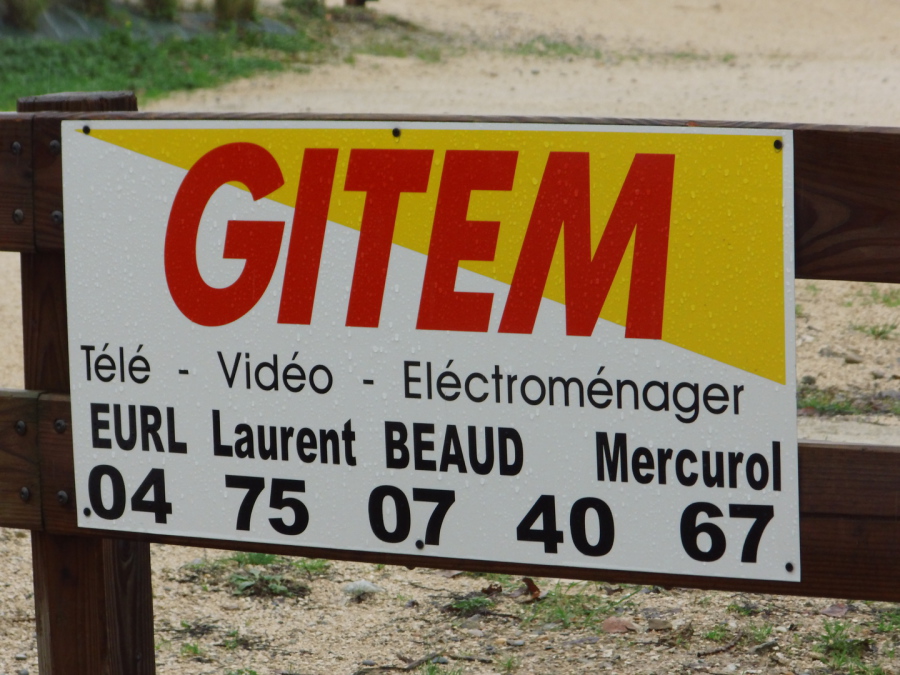 GITEM
Télé - Vidéo - Eléctroménager
EURL Laurent BEAUD Mercurol
04 75 07 40 67